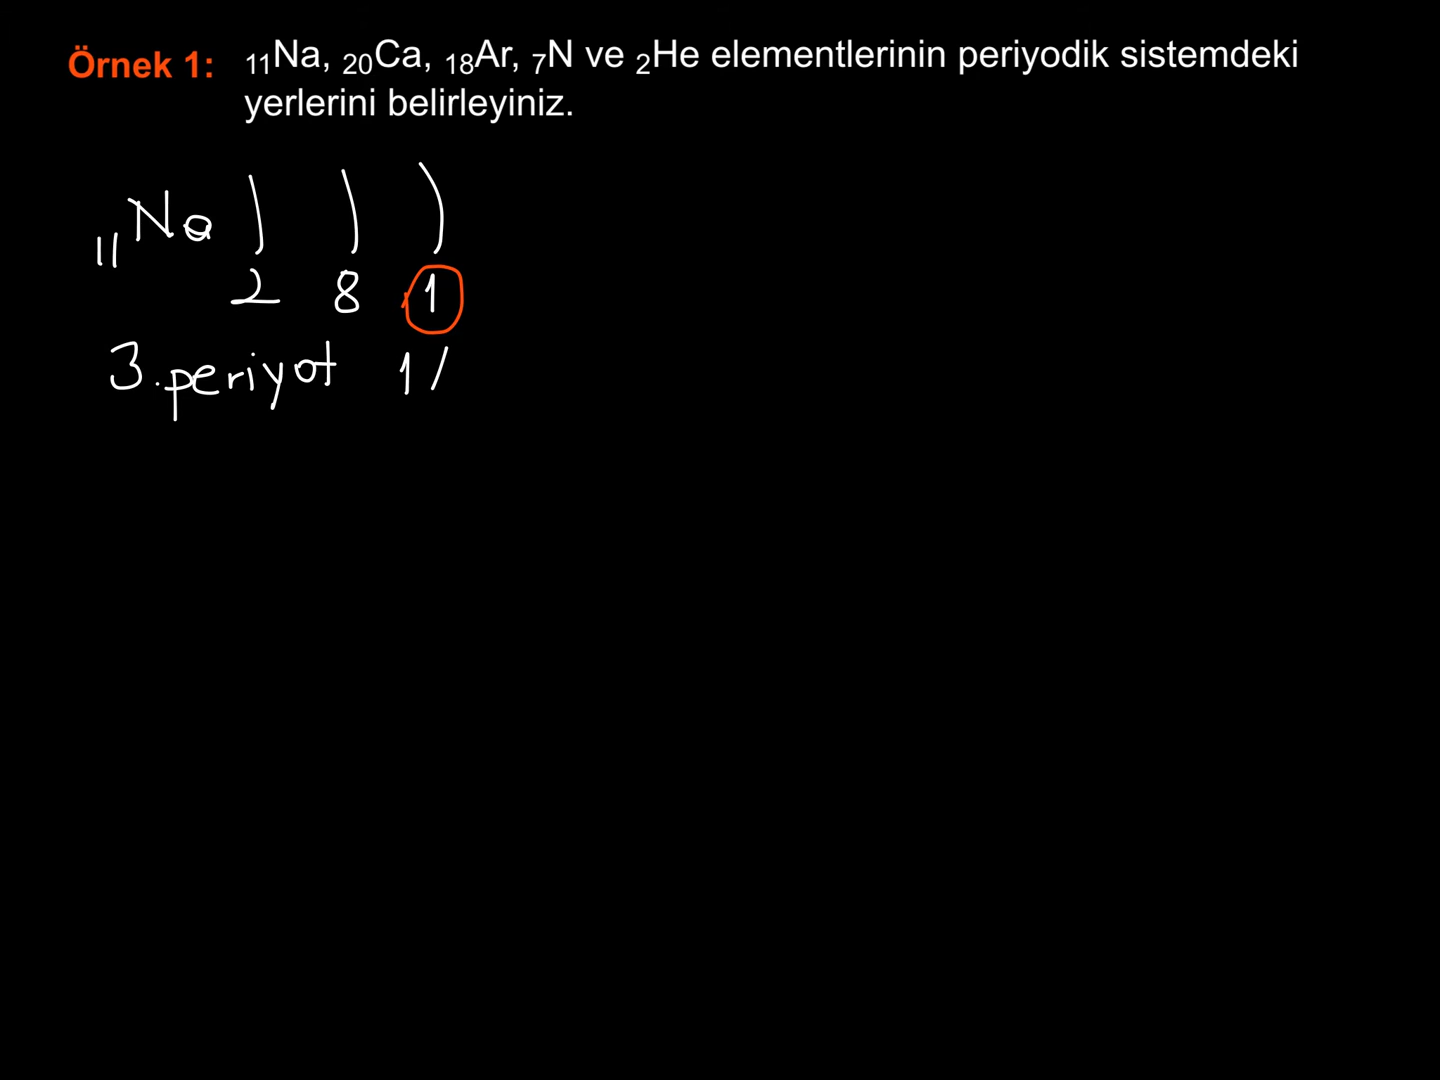 Örnek 1: ₁₁Na, ₂₀Ca, ₁₈Ar, ₇N ve ₂He elementlerinin periyodik sistemdeki
yerlerini belirleyiniz.
₁₁Na ) ) )
2 8 1
3. periyot 1 /